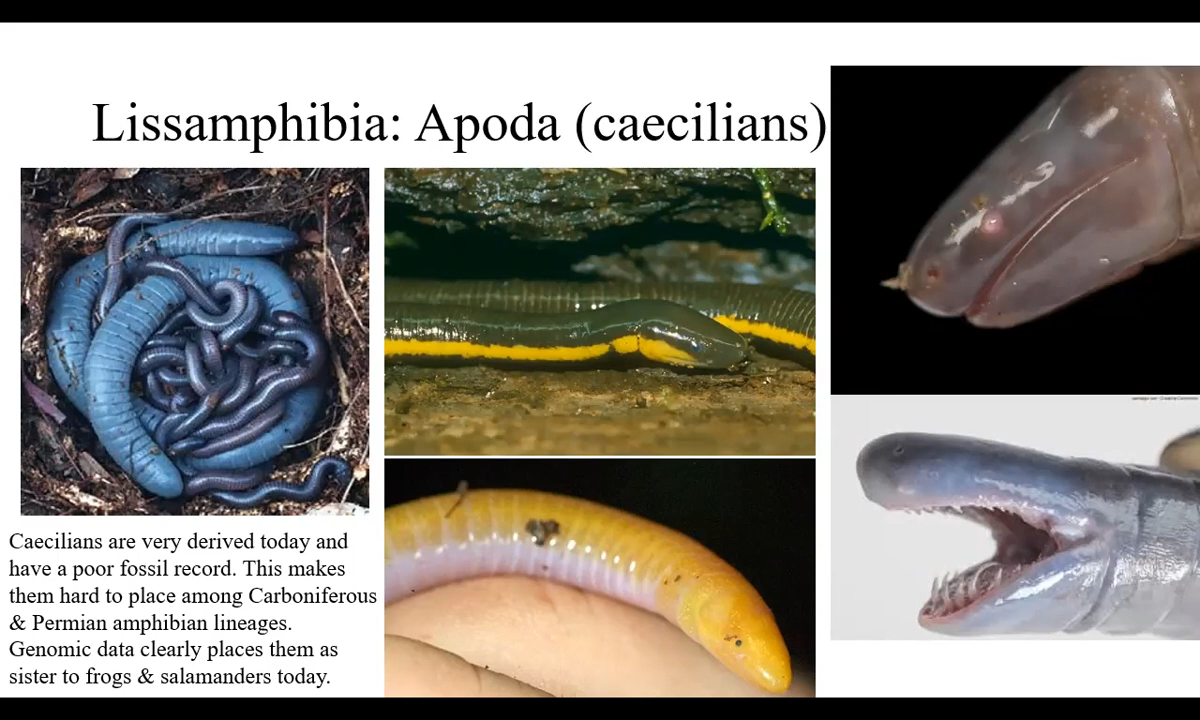 Lissamphibia: Apoda (caecilians)
Caecilians are very derived today and
have a poor fossil record. This makes
them hard to place among Carboniferous
& Permian amphibian lineages.
Genomic data clearly places them as
sister to frogs & salamanders today.